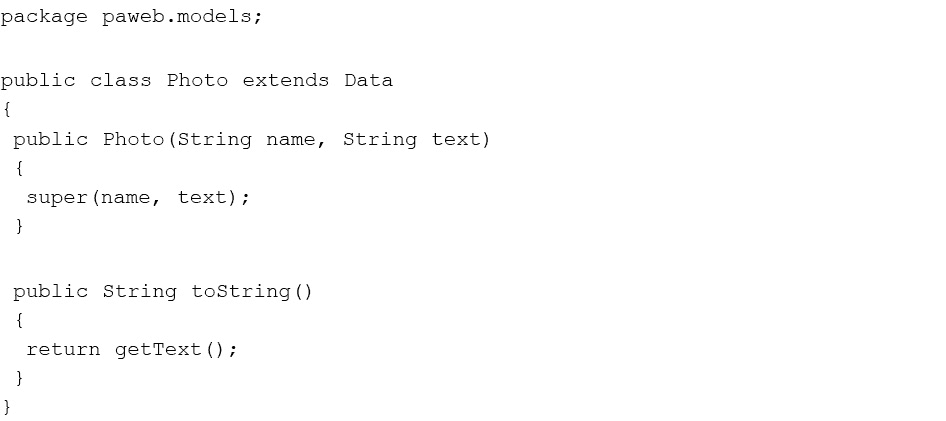 package paweb.models;
public class Photo extends Data
{
public Photo(String name, String text)
{
super(name, text);
}
public String toString()
{
return getText();
}
}